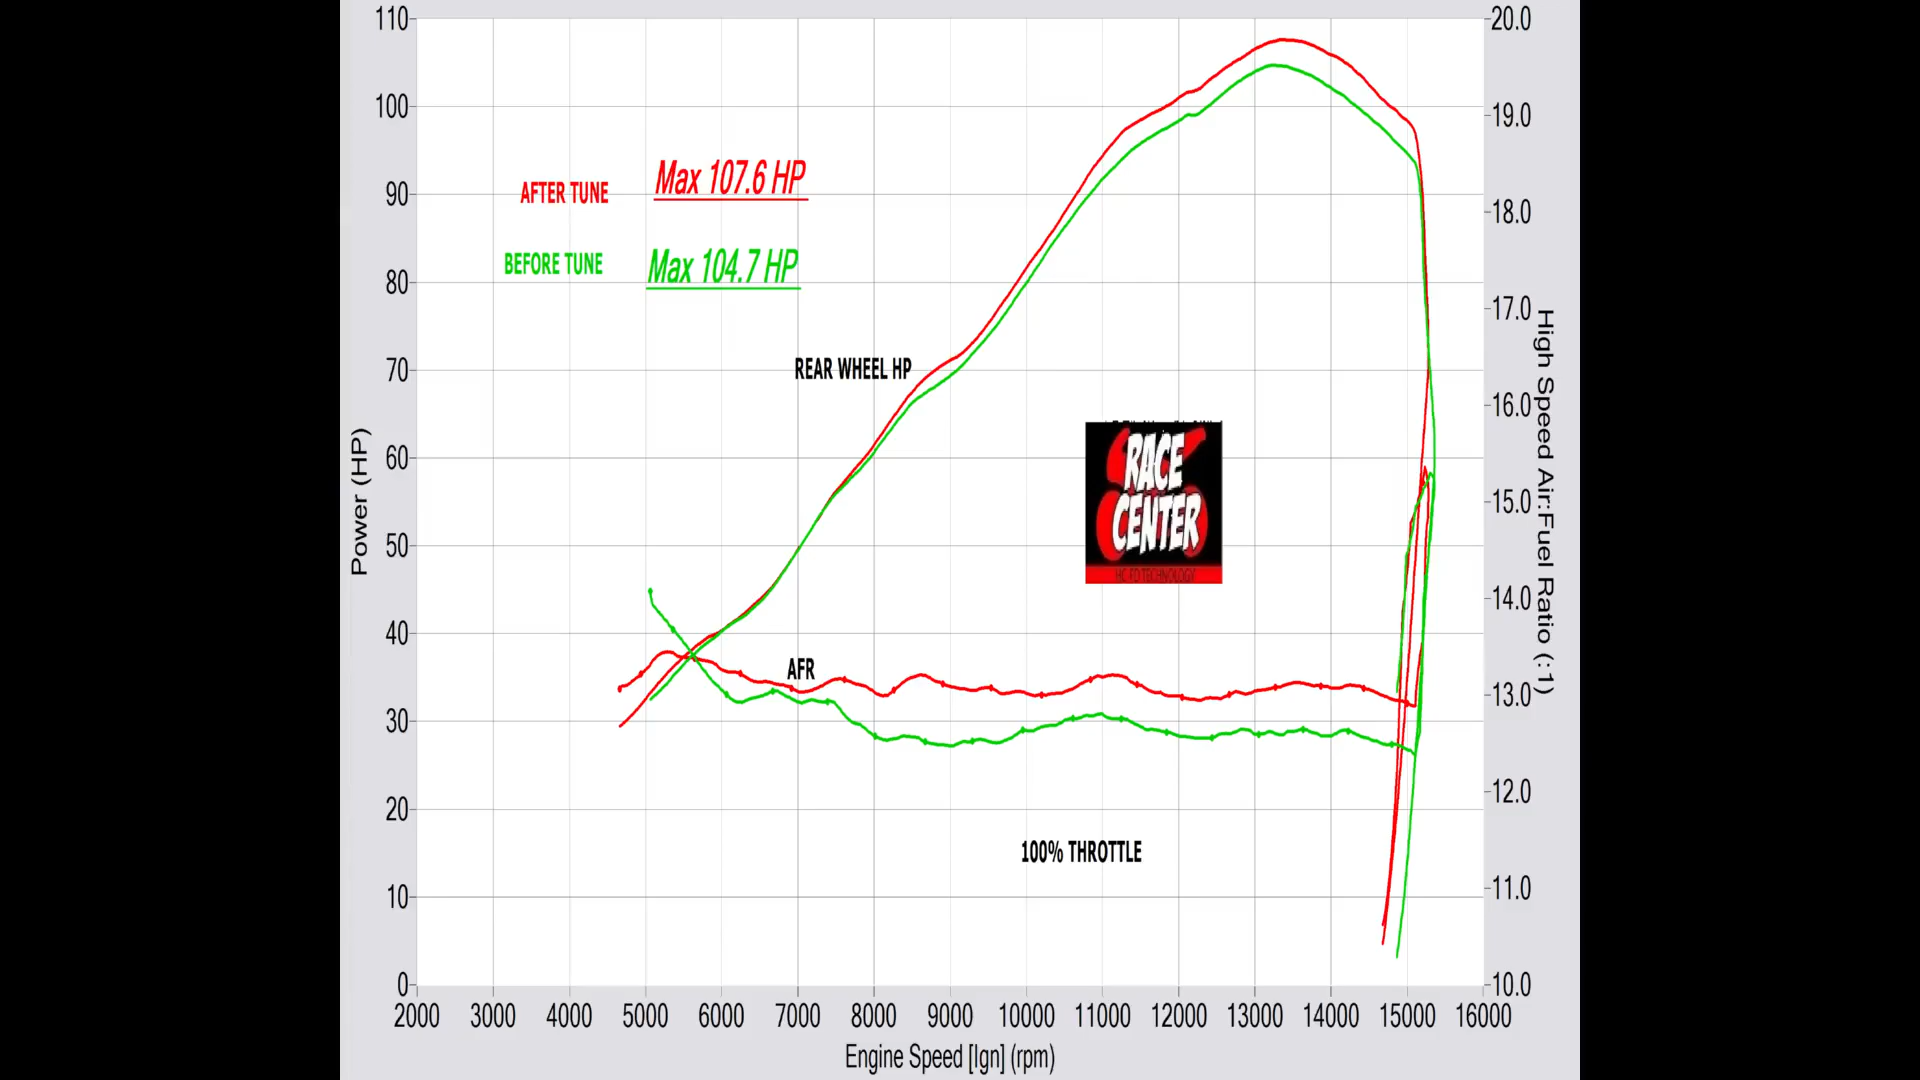 110
100
90
80
70
60
50
40
30
20
10
0
Power (HP)
20.0
19.0
18.0
17.0
16.0
15.0
14.0
13.0
12.0
11.0
10.0
High Speed Air:Fuel Ratio (:1)
AFTER TUNE Max 107.6 HP
BEFORE TUNE Max 104.7 HP
REAR WHEEL HP
RACE
CENTER
AFR
100% THROTTLE
2000 3000 4000 5000 6000 7000 8000 9000 10000 11000 12000 13000 14000 15000 16000
Engine Speed [Ign] (rpm)